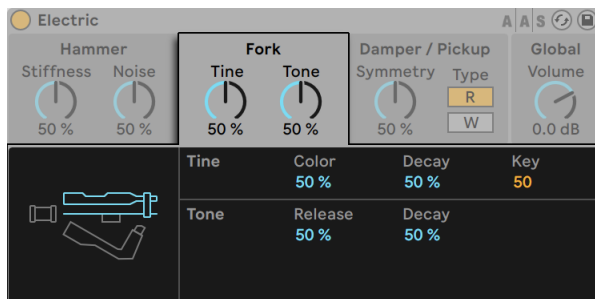 Electric A A S
Hammer Fork Damper / Pickup Global
Stiffness Noise Tine Tone Symmetry Type Volume
R
W
50 % 50 % 50 % 50 % 50 % 0.0 dB
Tine Color Decay Key
50 % 50 % 50
Tone Release Decay
50 % 50 %